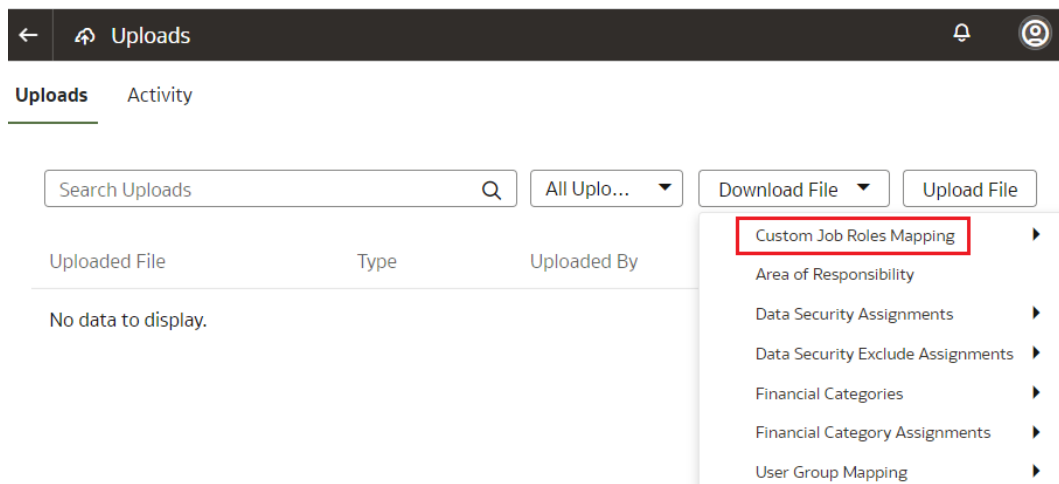 Uploads
Uploads Activity
Search Uploads All Uplo... Download File Upload File
Custom Job Roles Mapping
Uploaded File Type Uploaded By
Area of Responsibility
No data to display.
Data Security Assignments
Data Security Exclude Assignments
Financial Categories
Financial Category Assignments
User Group Mapping